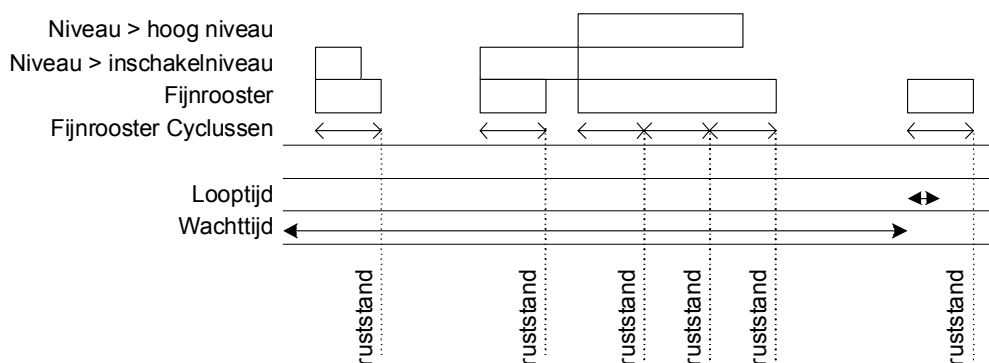 Niveau > hoog niveau
Niveau > inschakelniveau
Fijnrooster
Fijnrooster Cyclussen
Looptijd
Wachttijd
ruststand
ruststand
ruststand
ruststand
ruststand
ruststand